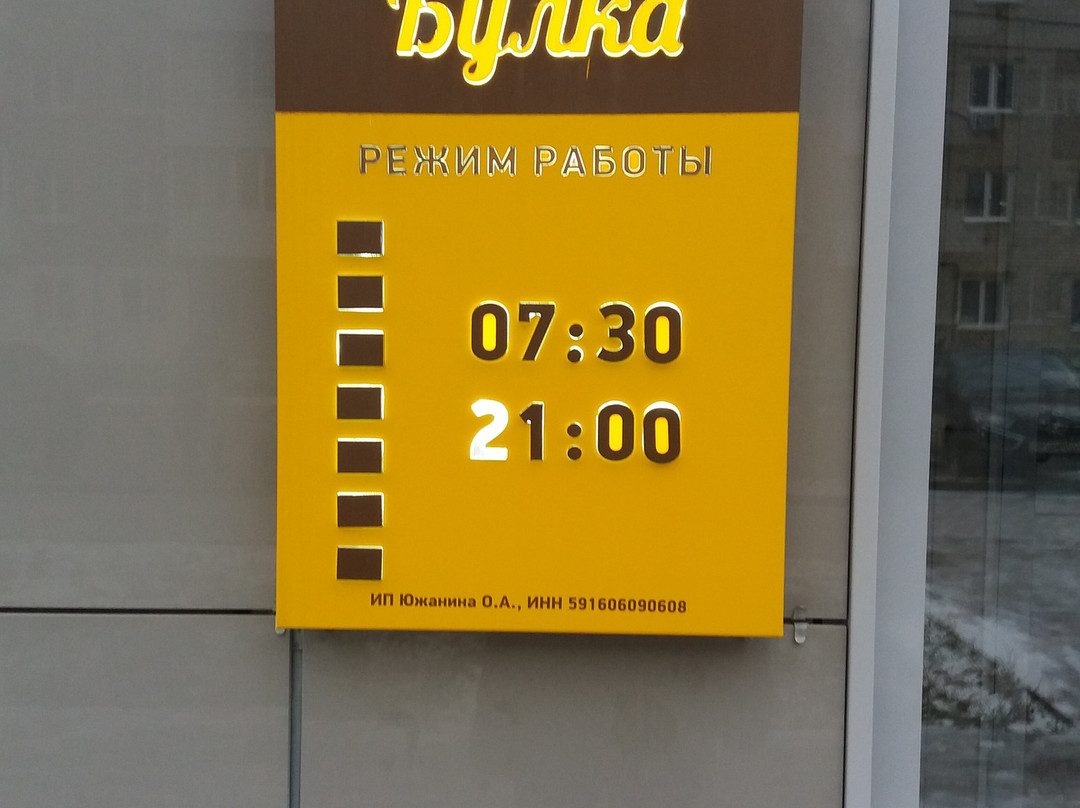 Булка
РЕЖИМ РАБОТЫ
07:30
21:00
ИП Южанина О.А., ИНН 591606090608